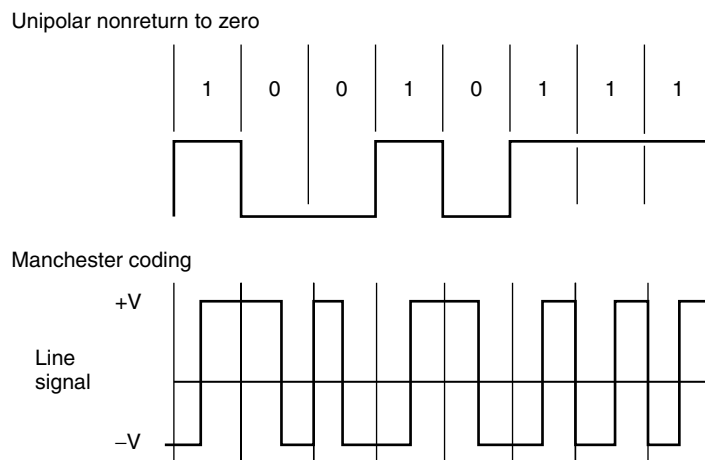 Unipolar nonreturn to zero
1 0 0 1 0 1 1 1
Manchester coding
+V
Line
signal
–V